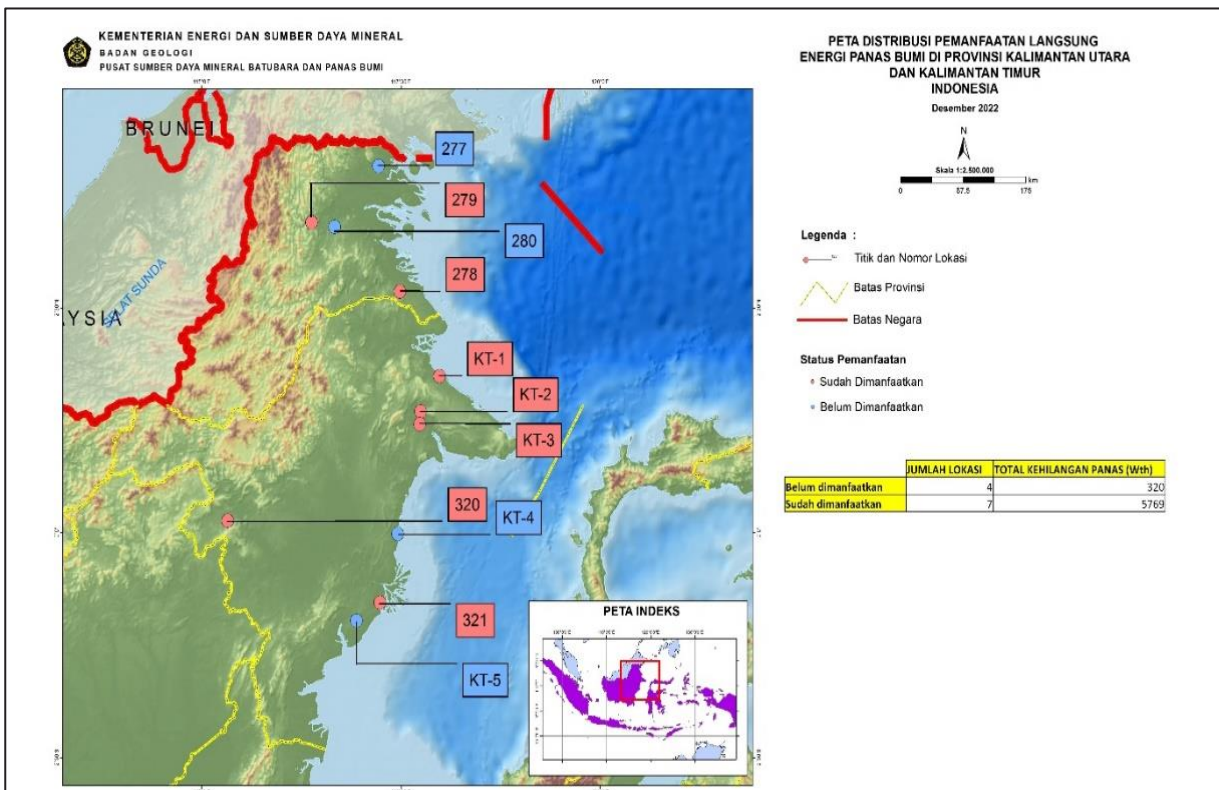 KEMENTERIAN ENERGI DAN SUMBER DAYA MINERAL
BADAN GEOLOGI
PUSAT SUMBER DAYA MINERAL BATUBARA DAN PANAS BUMI
PETA DISTRIBUSI PEMANFAATAN LANGSUNG
ENERGI PANAS BUMI DI PROVINSI KALIMANTAN UTARA
DAN KALIMANTAN TIMUR
INDONESIA
Desember 2022
N
Skala 1:2.500.000
km
0 87.5 175
Legenda :
Titik dan Nomor Lokasi
Batas Provinsi
Batas Negara
Status Pemanfaatan
Sudah Dimanfaatkan
Belum Dimanfaatkan
JUMLAH LOKASI TOTAL KEHILANGAN PANAS (Wth)
Belum dimanfaatkan 4 320
Sudah dimanfaatkan 7 5769
BRUNEI
277
279
280
278
SELAT SUNDA
AYSIA
KT-1
KT-2
KT-3
320
KT-4
321
KT-5
PETA INDEKS